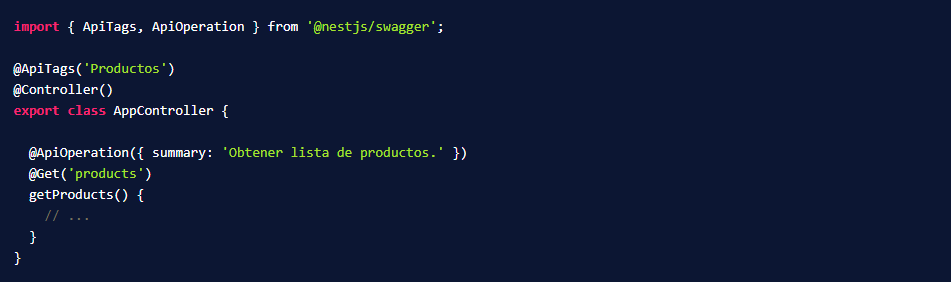 import { ApiTags, ApiOperation } from '@nestjs/swagger';
@ApiTags('Productos')
@Controller()
export class AppController {
@ApiOperation({ summary: 'Obtener lista de productos.' })
@Get('products')
getProducts() {
// ...
}
}